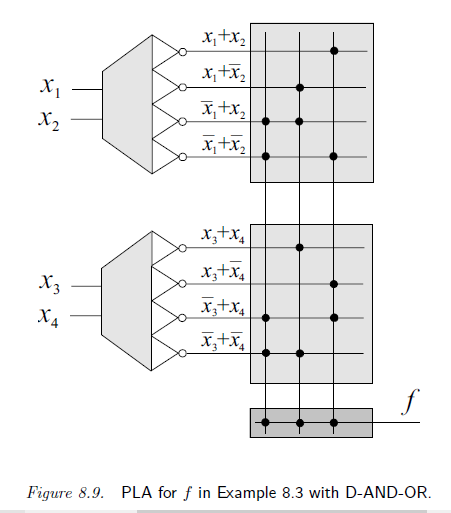 x₁+x₂
x₁+x̅₂
x₁
x̅₁+x₂
x₂
x̅₁+x̅₂
x₃+x₄
x₃+x̅₄
x₃
x̅₃+x₄
x₄
x̅₃+x̅₄
f
Figure 8.9. PLA for f in Example 8.3 with D-AND-OR.